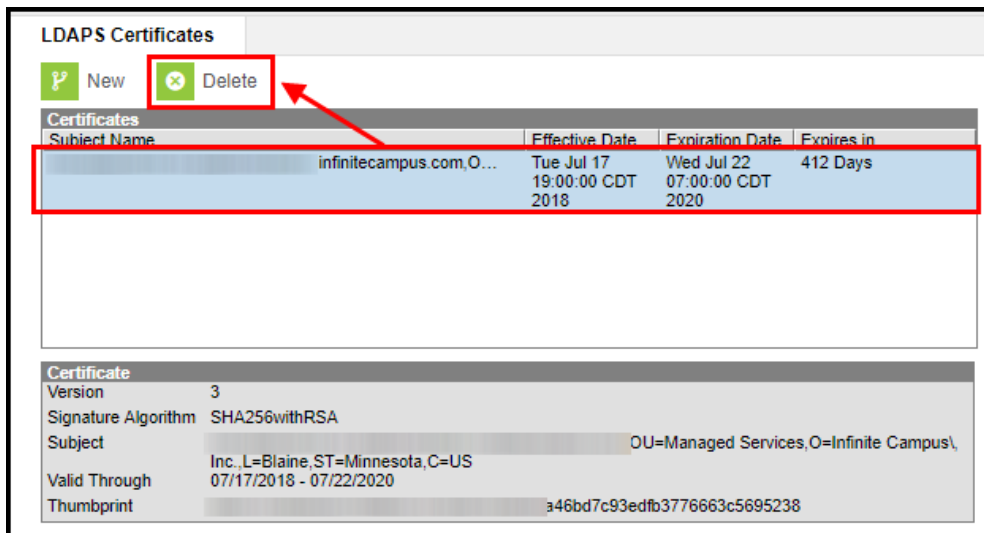 LDAPS Certificates
New Delete
Certificates
Subject Name Effective Date Expiration Date Expires in
infinitecampus.com,O... Tue Jul 17 Wed Jul 22 412 Days
19:00:00 CDT 07:00:00 CDT
2018 2020
Certificate
Version 3
Signature Algorithm SHA256withRSA
Subject OU=Managed Services,O=Infinite Campus\,
Inc.,L=Blaine,ST=Minnesota,C=US
Valid Through 07/17/2018 - 07/22/2020
Thumbprint a46bd7c93edfb3776663c5695238